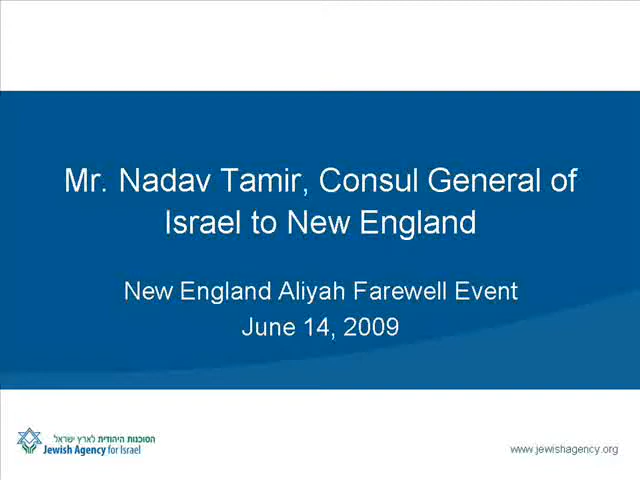 Mr. Nadav Tamir, Consul General of
Israel to New England
New England Aliyah Farewell Event
June 14, 2009
הסוכנות היהודית לארץ ישראל
Jewish Agency for Israel
www.jewishagency.org